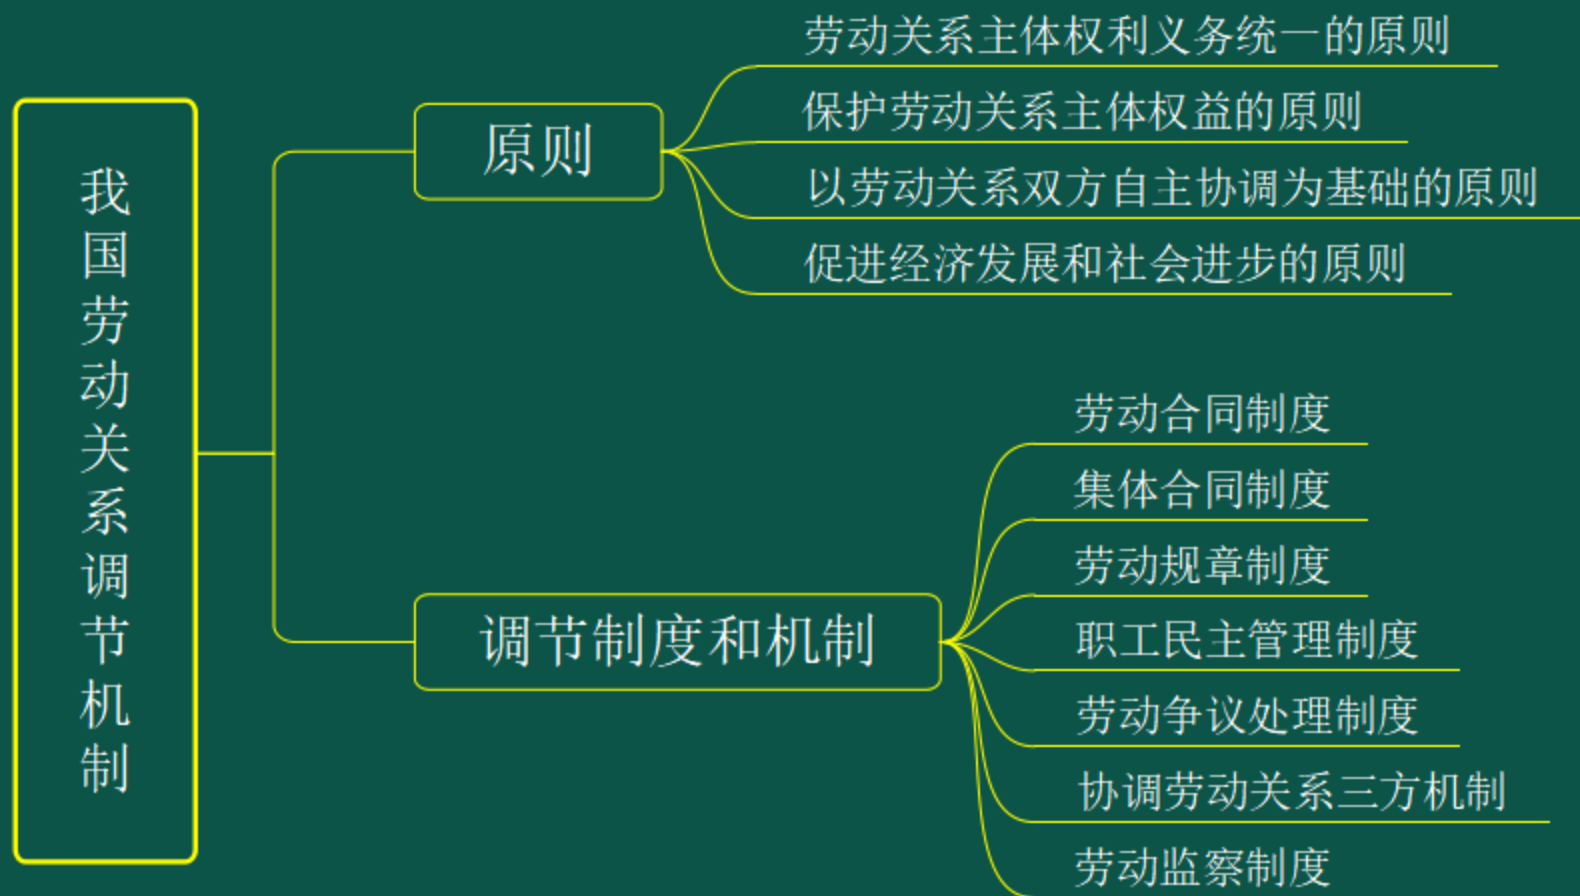 我国劳动关系调节机制
原则
劳动关系主体权利义务统一的原则
保护劳动关系主体权益的原则
以劳动关系双方自主协调为基础的原则
促进经济发展和社会进步的原则
调节制度和机制
劳动合同制度
集体合同制度
劳动规章制度
职工民主管理制度
劳动争议处理制度
协调劳动关系三方机制
劳动监察制度